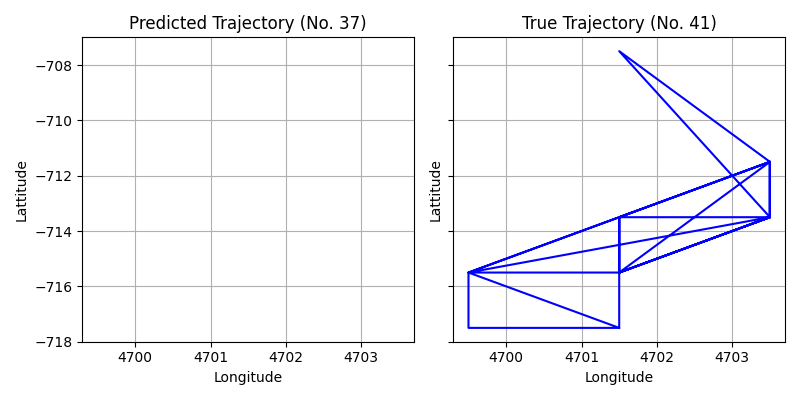 Predicted Trajectory (No. 37)
True Trajectory (No. 41)
−708
−710
−712
−714
−716
−718
Lattitude
Lattitude
4700 4701 4702 4703
4700 4701 4702 4703
Longitude
Longitude